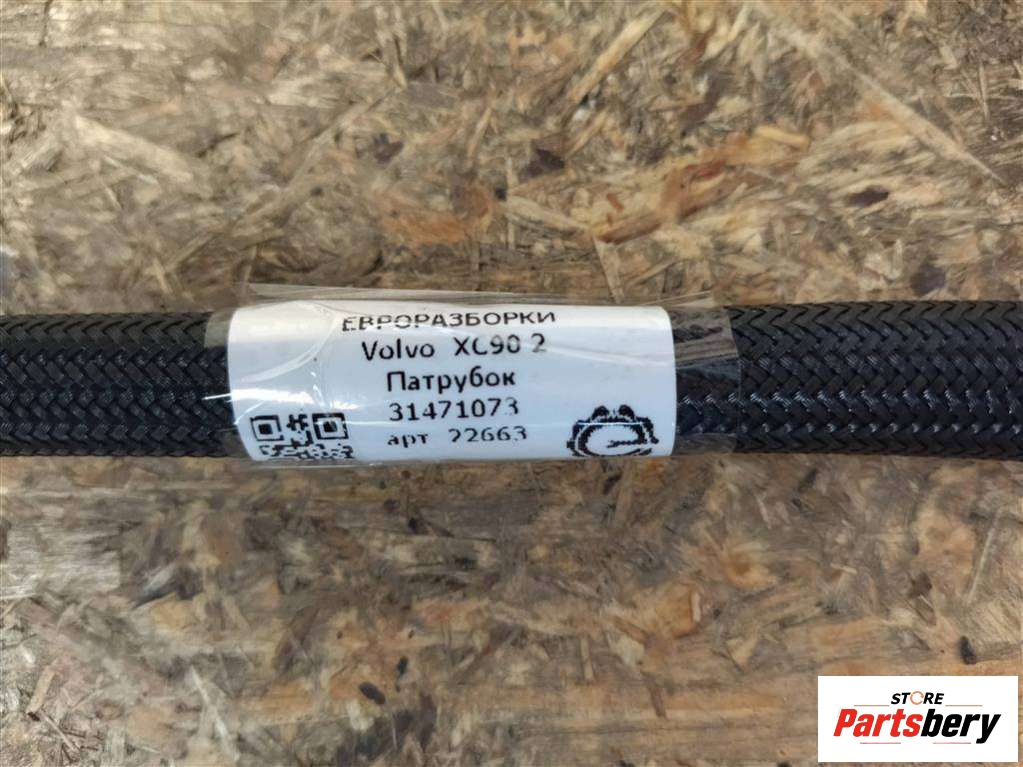 ЕВРОРАЗБОРКИ
Volvo XC90 2
Патрубок
31471073
арт 22663
STORE
Partsbery